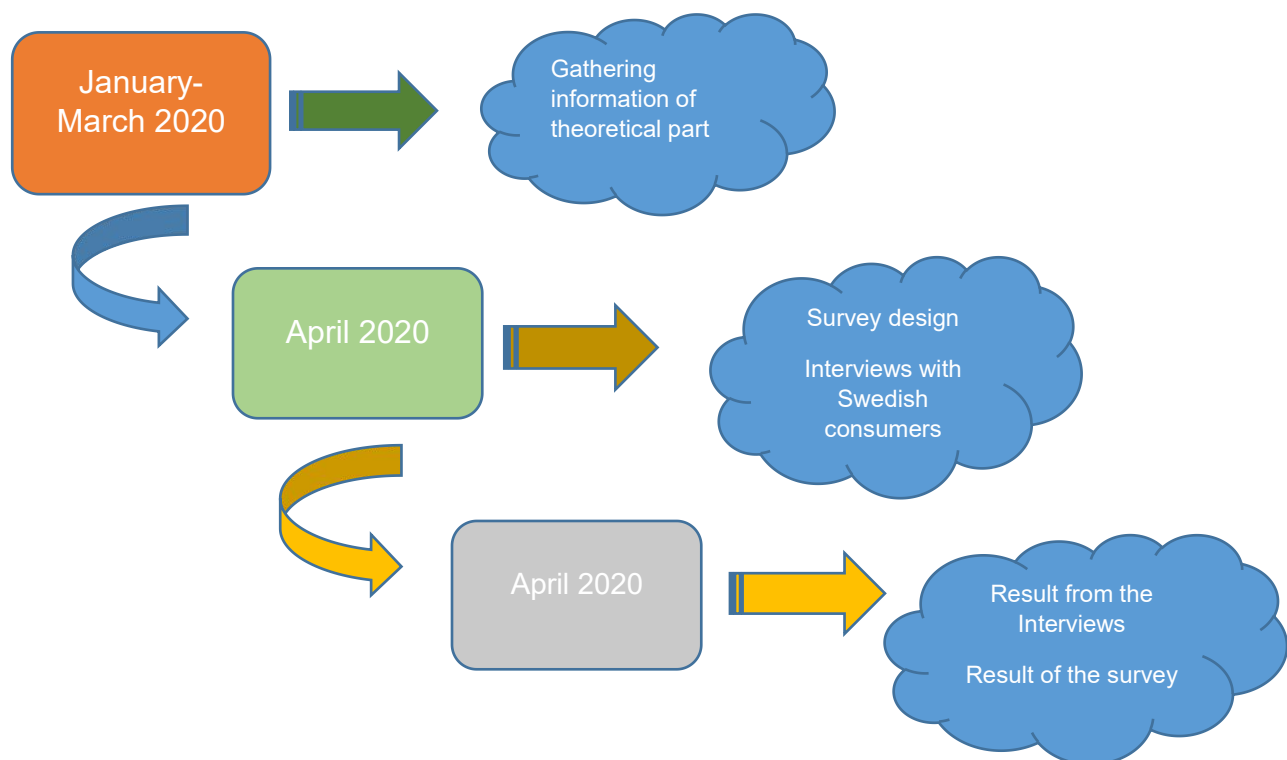 January-
March 2020
Gathering
information of
theoretical part
April 2020
Survey design
Interviews with
Swedish
consumers
April 2020
Result from the
Interviews
Result of the survey